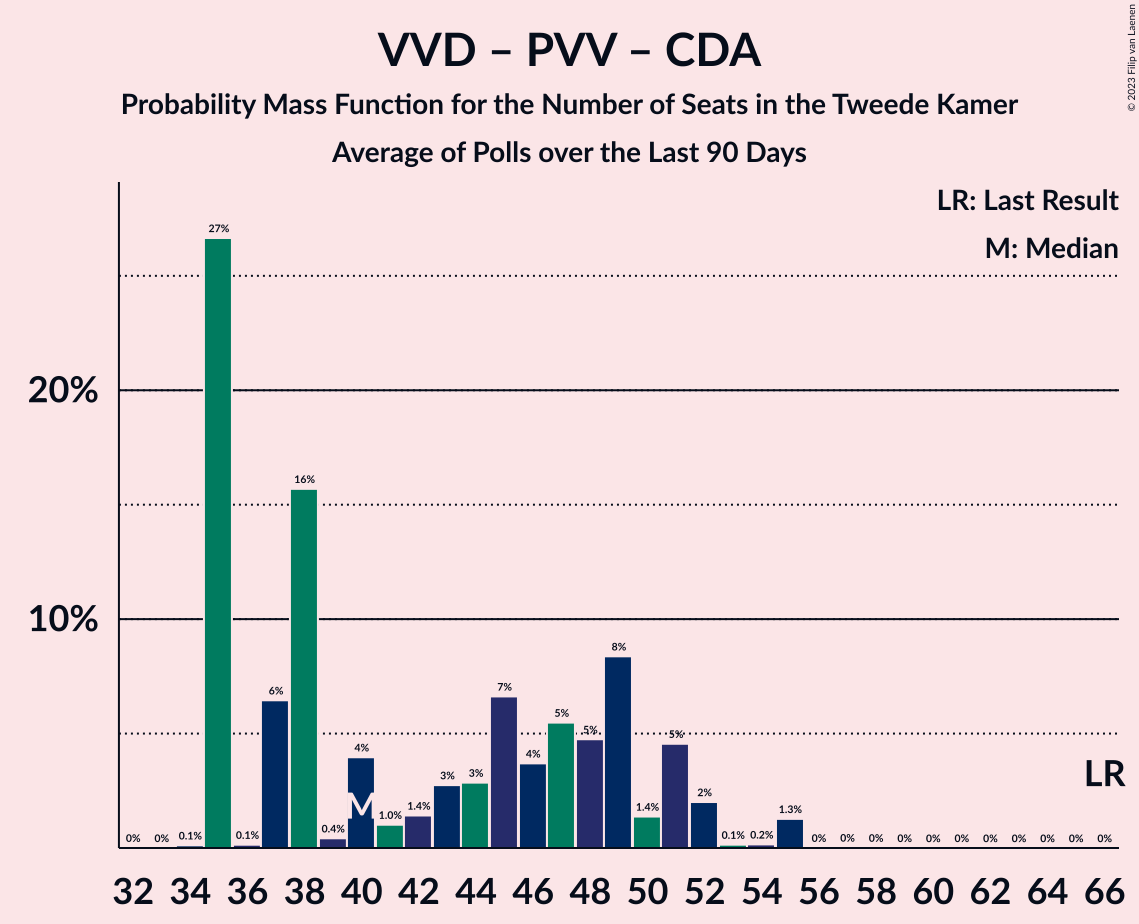 VVD – PVV – CDA
Probability Mass Function for the Number of Seats in the Tweede Kamer
Average of Polls over the Last 90 Days
© 2023 Filip van Laenen
LR: Last Result
M: Median
20%
10%
0% 0% 0.1% 27% 0.1% 6% 16% 0.4% 4% 1.0% 1.4% 3% 3% 7% 4% 5% 5% 8% 1.4% 5% 2% 0.1% 0.2% 1.3% 0% 0% 0% 0% 0% 0% 0% 0% 0% 0% 0%
M
LR
32 34 36 38 40 42 44 46 48 50 52 54 56 58 60 62 64 66